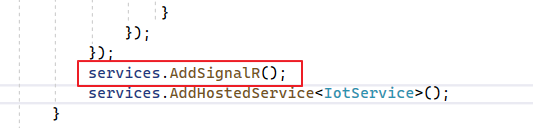 }
});
});
services.AddSignalR();
services.AddHostedService<IotService>();
}